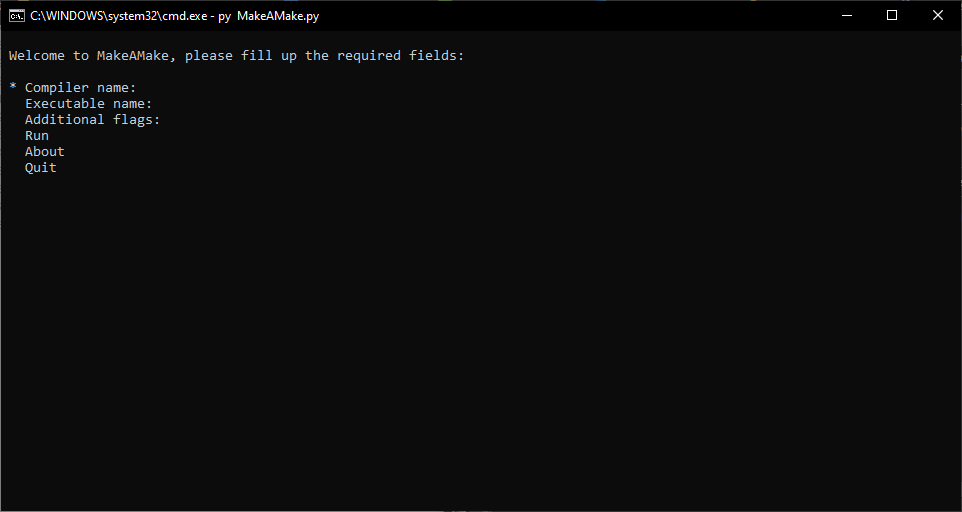 C:\WINDOWS\system32\cmd.exe - py  MakeAMake.py
Welcome to MakeAMake, please fill up the required fields:
* Compiler name:
Executable name:
Additional flags:
Run
About
Quit